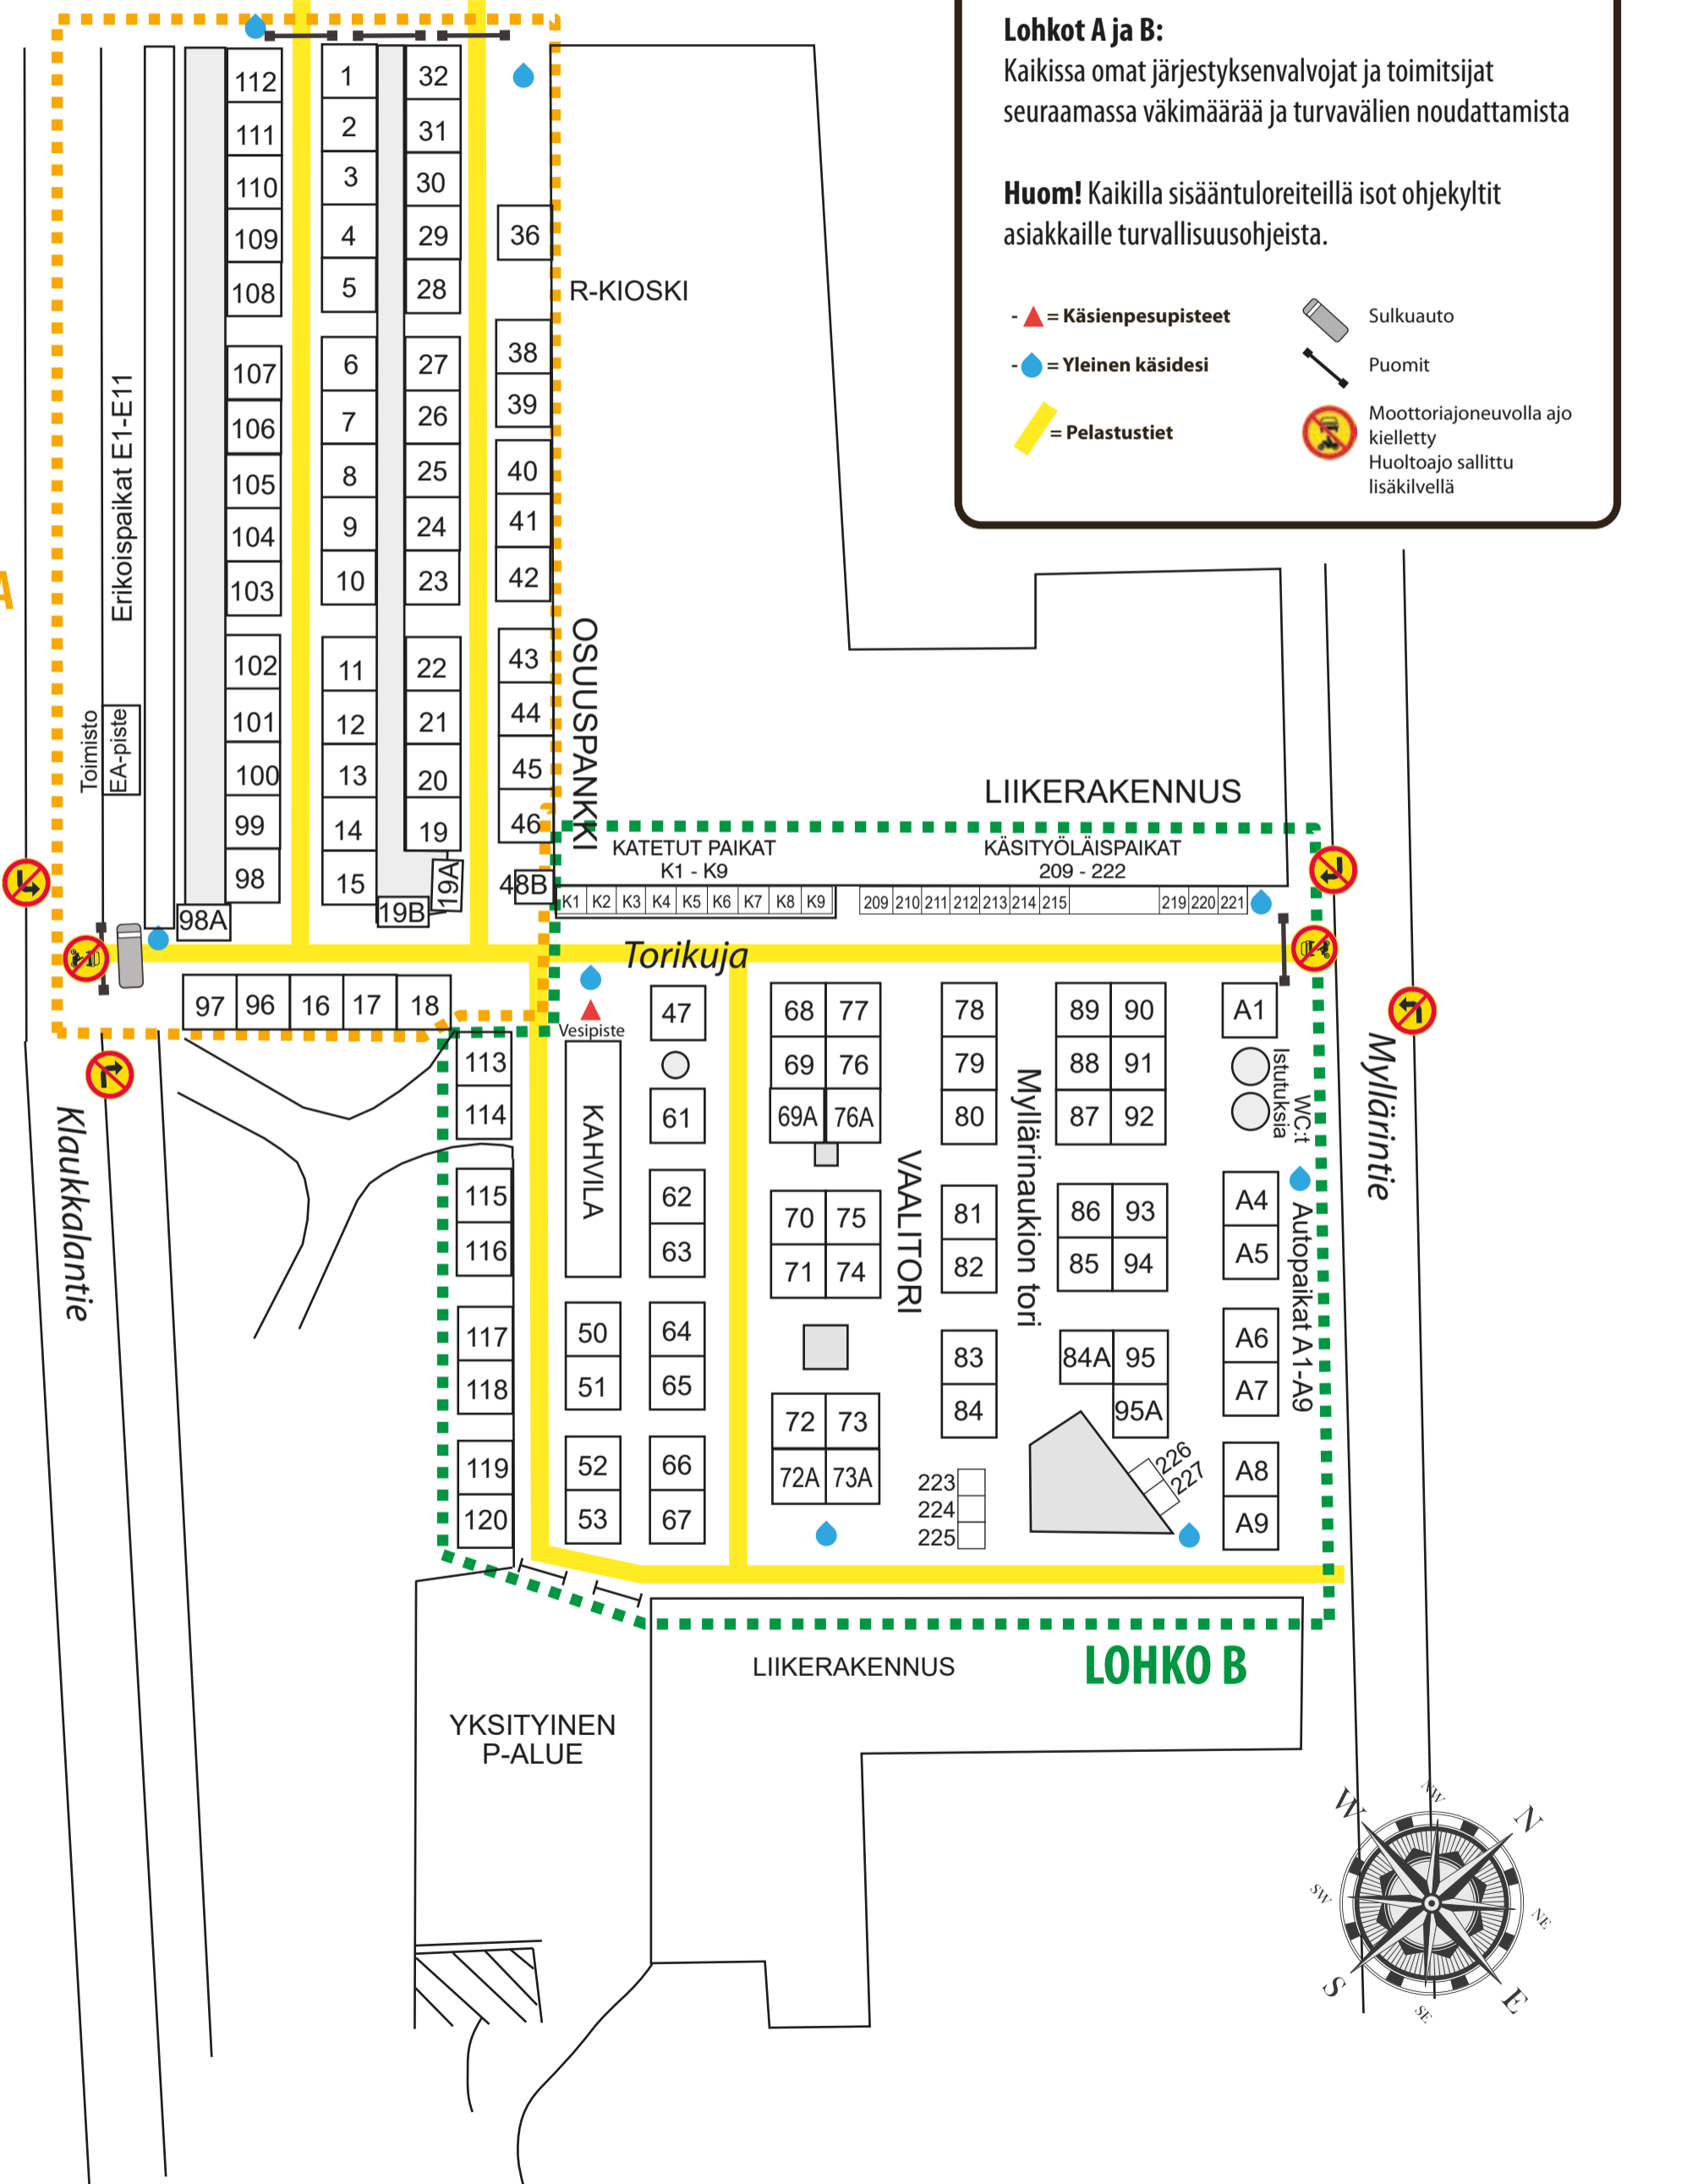 Lohkot A ja B:
Kaikissa omat järjestyksenvalvojat ja toimitsijat
seuraamassa väkimäärää ja turvavälien noudattamista
Huom! Kaikilla sisääntuloreiteillä isot ohjekyltit
asiakkaille turvallisuusohjeista.
- = Käsienpesupisteet
- = Yleinen käsidesi
= Pelastustiet
Sulkuauto
Puomit
Moottoriajoneuvolla ajo
kielletty
Huoltoajo sallittu
lisäkilvellä
112 1 32
111 2 31
110 3 30
109 4 29 36
108 5 28
R-KIOSKI
107 6 27 38
106 7 26 39
105 8 25 40
104 9 24 41
103 10 23 42
102 11 22 43
101 12 21 44
100 13 20 45
99 14 19 46
98 15 19A 48B
98A 19B
Erikoispaikat E1-E11
Toimisto
EA-piste
A
OSUUSPANKKI
LIIKERAKENNUS
KATETUT PAIKAT
K1 - K9
KÄSITYÖLÄISPAIKAT
209 - 222
K1 K2 K3 K4 K5 K6 K7 K8 K9
209 210 211 212 213 214 215 219 220 221
Torikuja
97 96 16 17 18
Vesipiste
47 68 77 78 89 90 A1
113 69 76 79 88 91
114 61 69A 76A 80 87 92
KAHVILA
VAALITORI
Myllärinaukion tori
Istutuksia
WC:t
Autopaikat A1-A9
Myllärintie
Klaukkalantie
115 62 70 75 81 86 93 A4
116 63 71 74 82 85 94 A5
117 50 64 83 84A 95 A6
118 51 65 84 95A A7
72 73
119 52 66 72A 73A A8
120 53 67 A9
223
224
225
226
227
LIIKERAKENNUS
LOHKO B
YKSITYINEN
P-ALUE
NW
W N
SW NE
S E
SE